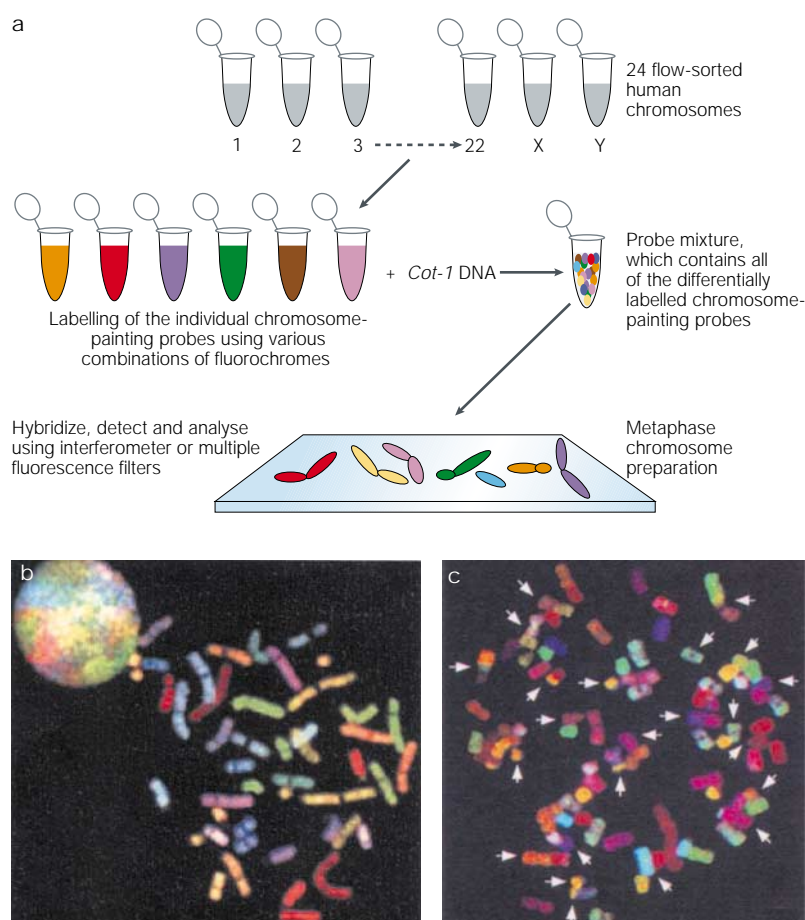 a
24 flow-sorted
human
chromosomes
1 2 3 22 X Y
+ Cot-1 DNA
Probe mixture,
which contains all
of the differentially
labelled chromosome-
painting probes
Labelling of the individual chromosome-
painting probes using various
combinations of fluorochromes
Hybridize, detect and analyse
using interferometer or multiple
fluorescence filters
Metaphase
chromosome
preparation
b
c